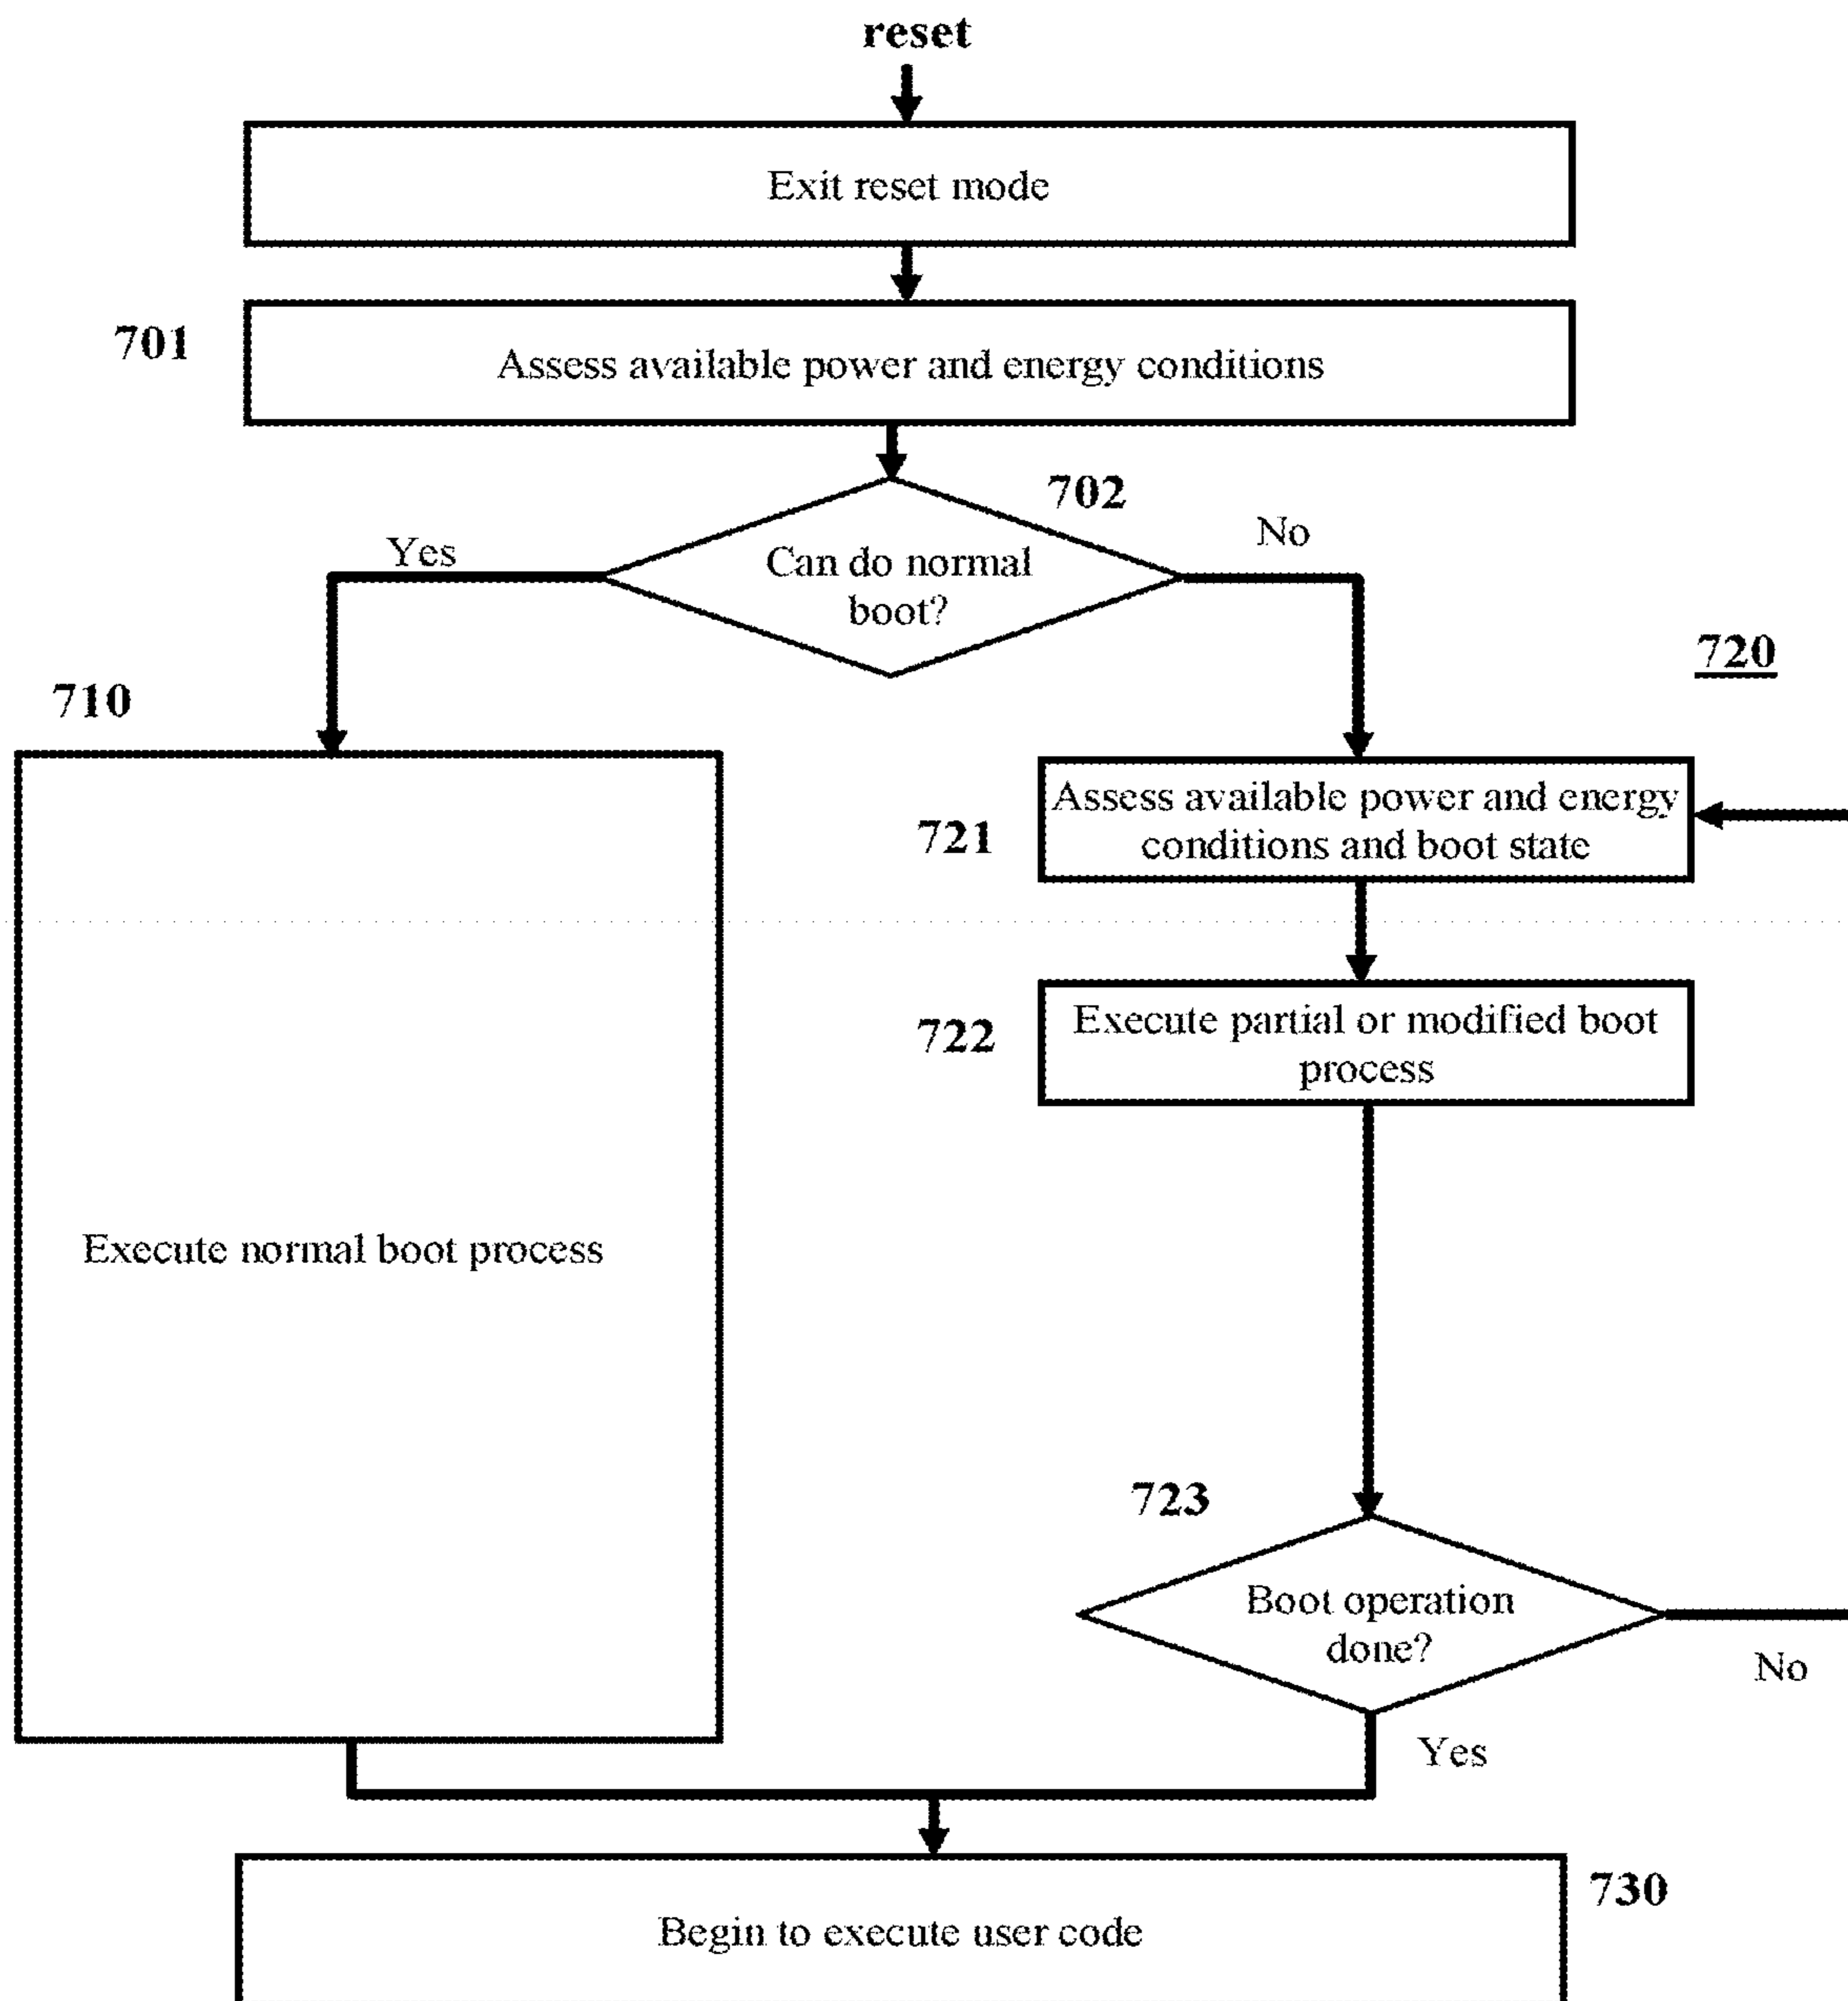 reset
Exit reset mode
701
Assess available power and energy conditions
702
Yes
No
Can do normal
boot?
720
710
Assess available power and energy
conditions and boot state
721
Execute partial or modified boot
process
722
Execute normal boot process
723
Boot operation
done?
No
Yes
730
Begin to execute user code